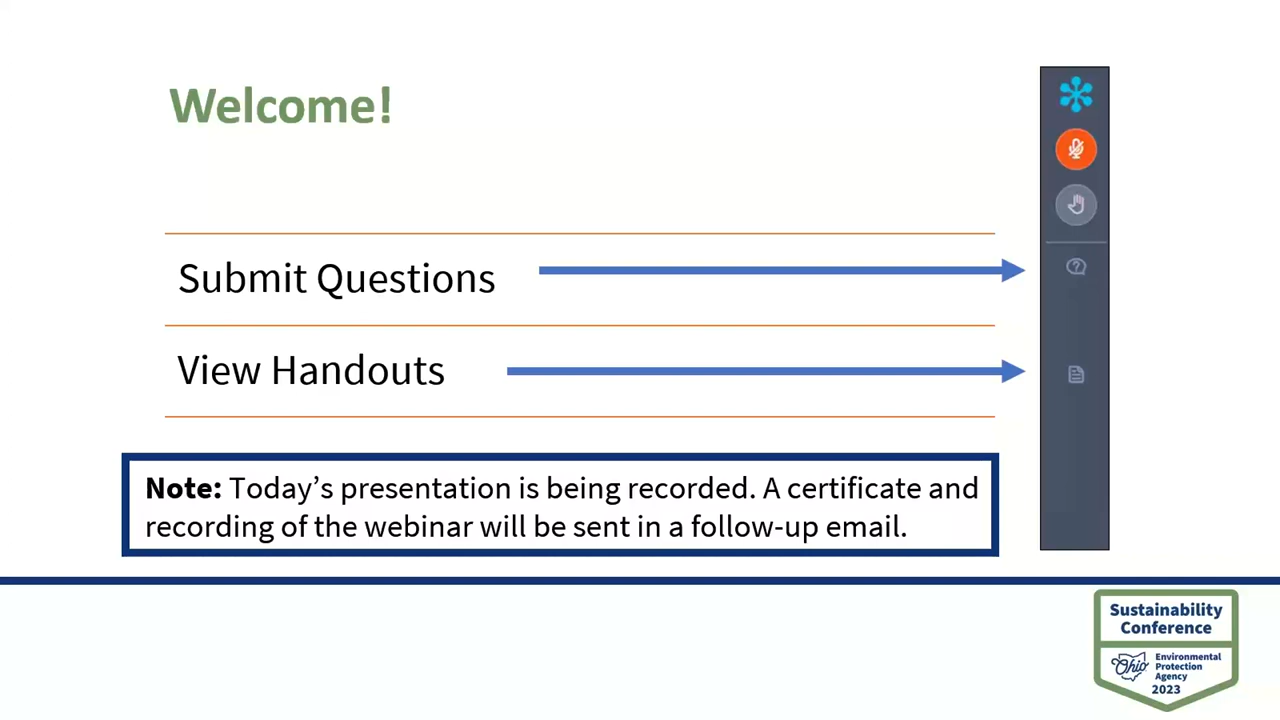 Welcome!
Submit Questions
View Handouts
Note: Today’s presentation is being recorded. A certificate and
recording of the webinar will be sent in a follow-up email.
Sustainability
Conference
Ohio
Environmental
Protection
Agency
2023